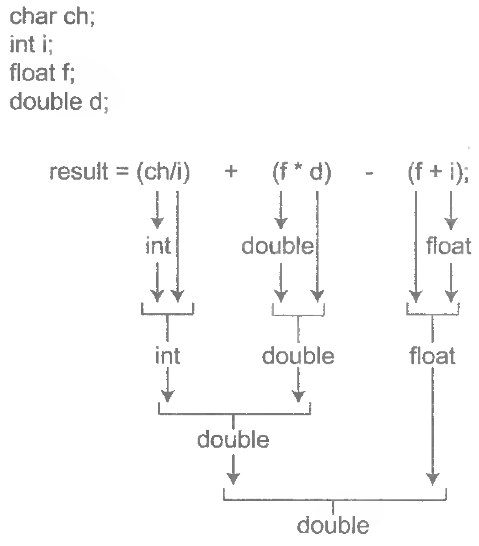 char ch;
int i;
float f;
double d;
result = (ch/i) + (f * d) - (f + i);
int double float
int double float
double
double